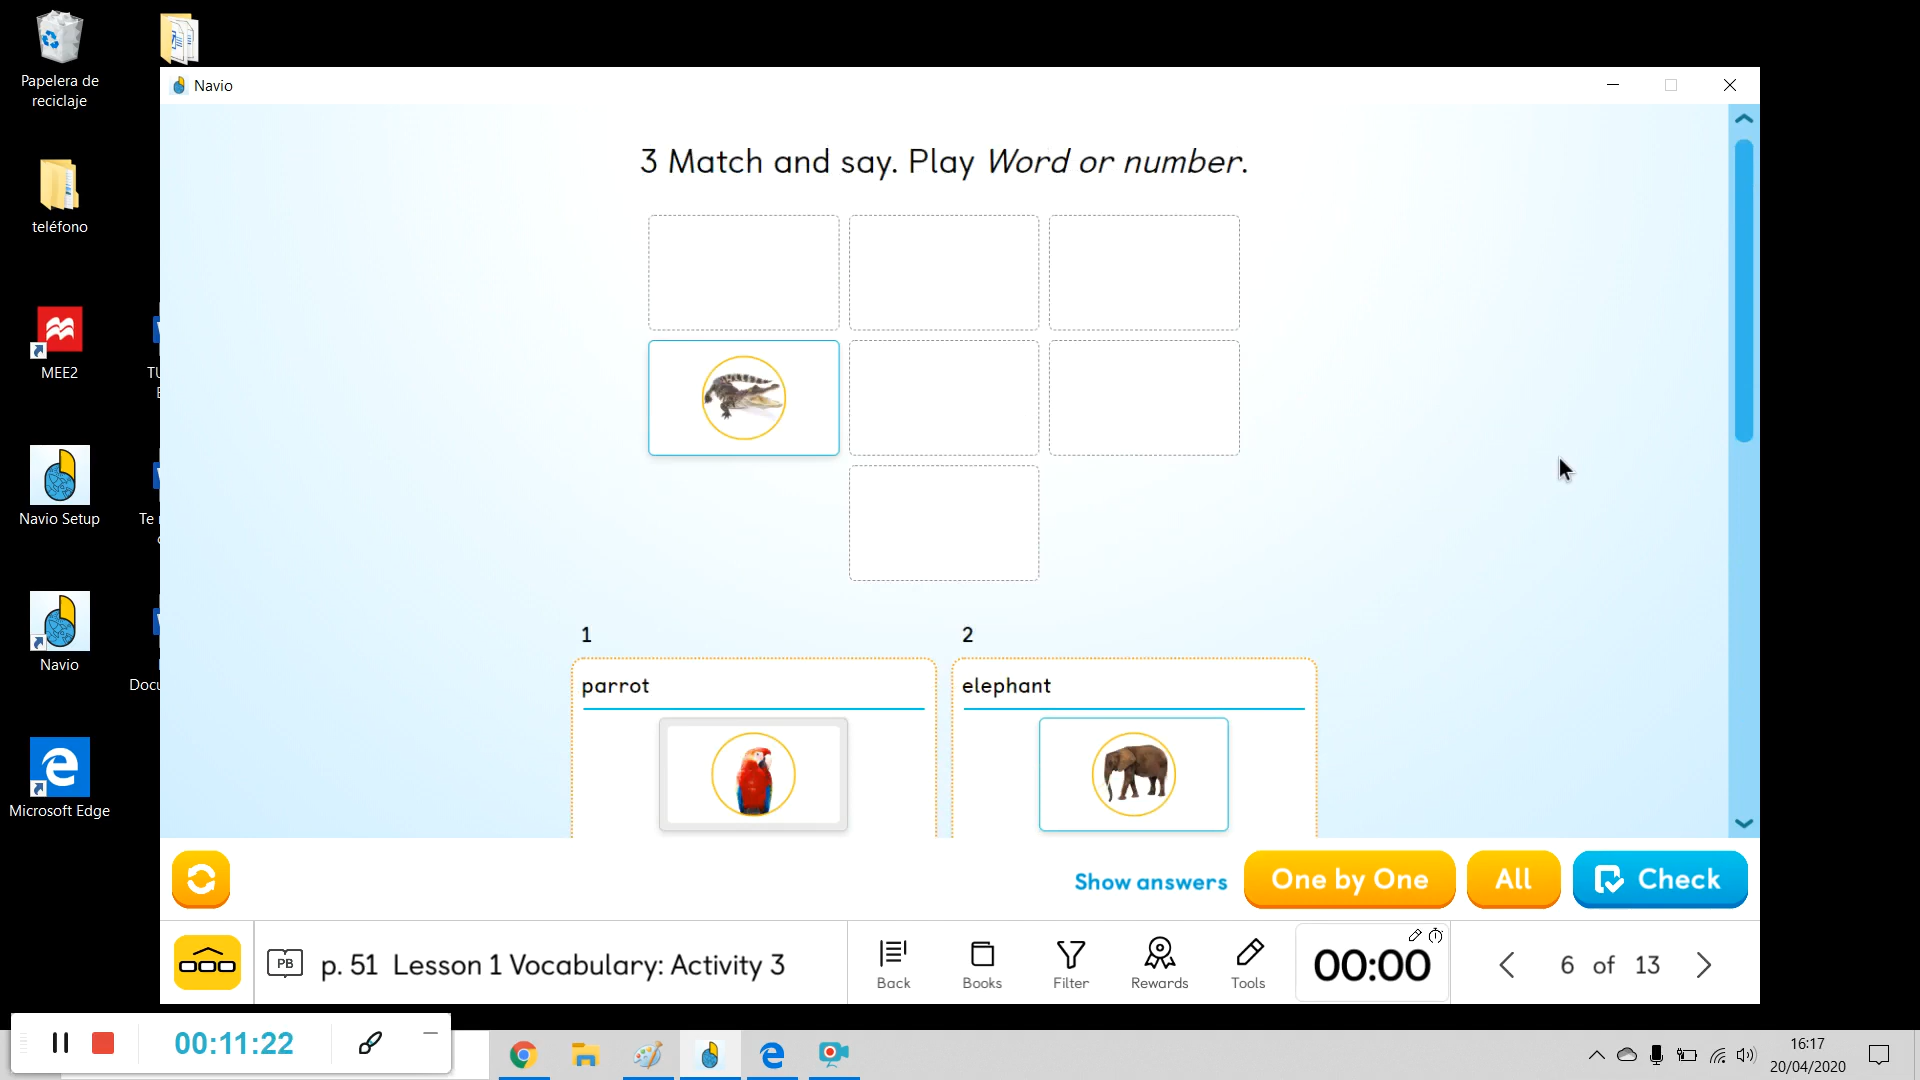 Papelera de
reciclaje
teléfono
MEE2
Navio Setup
Navio
Microsoft Edge
Navio
3 Match and say. Play Word or number.
1
2
parrot
elephant
Show answers
One by One
All
Check
PB
p. 51 Lesson 1 Vocabulary: Activity 3
Back
Books
Filter
Rewards
Tools
00:00
6 of 13
00:11:22
16:17
20/04/2020